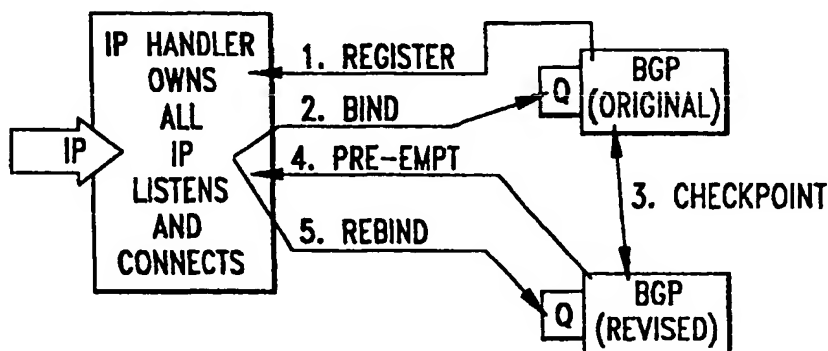 IP HANDLER
OWNS
ALL
IP
LISTENS
AND
CONNECTS
IP
1. REGISTER
2. BIND
4. PRE-EMPT
5. REBIND
Q
BGP
(ORIGINAL)
3. CHECKPOINT
Q
BGP
(REVISED)